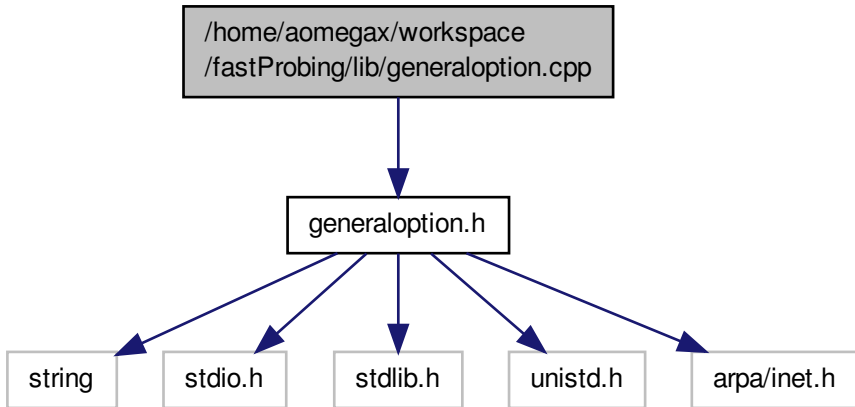 /home/aomegax/workspace
/fastProbing/lib/generaloption.cpp
generaloption.h
string
stdio.h
stdlib.h
unistd.h
arpa/inet.h